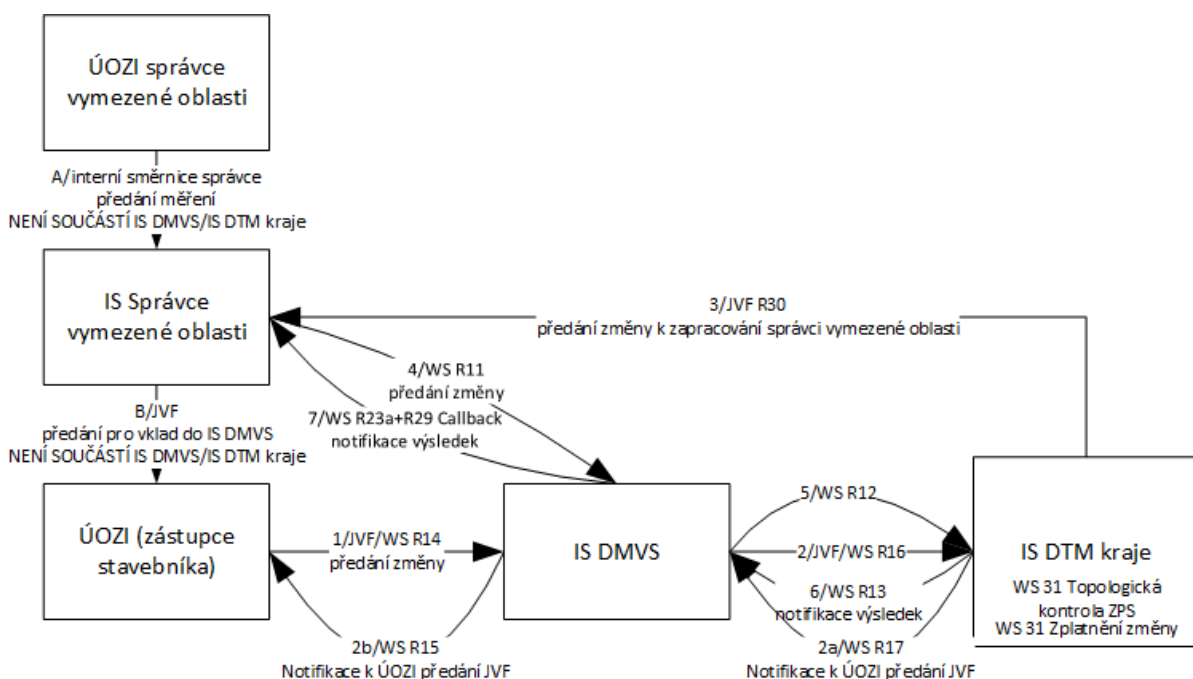 ÚOZI správce
vymezené oblasti
A/interní směrnice správce
předání měření
NENÍ SOUČÁSTÍ IS DMVS/IS DTM kraje
IS Správce
vymezené oblasti
3/JVF R30
předání změny k zapracování správci vymezené oblasti
4/WS R11
předání změny
7/WS R23a+R29 Callback
notifikace výsledek
B/JVF
předání pro vklad do IS DMVS
NENÍ SOUČÁSTÍ IS DMVS/IS DTM kraje
ÚOZI (zástupce
stavebníka)
1/JVF/WS R14
předání změny
2b/WS R15
Notifikace k ÚOZI předání JVF
IS DMVS
5/WS R12
2/JVF/WS R16
6/WS R13
notifikace výsledek
2a/WS R17
Notifikace k ÚOZI předání JVF
IS DTM kraje
WS 31 Topologická
kontrola ZPS
WS 31 Zplatnění změny